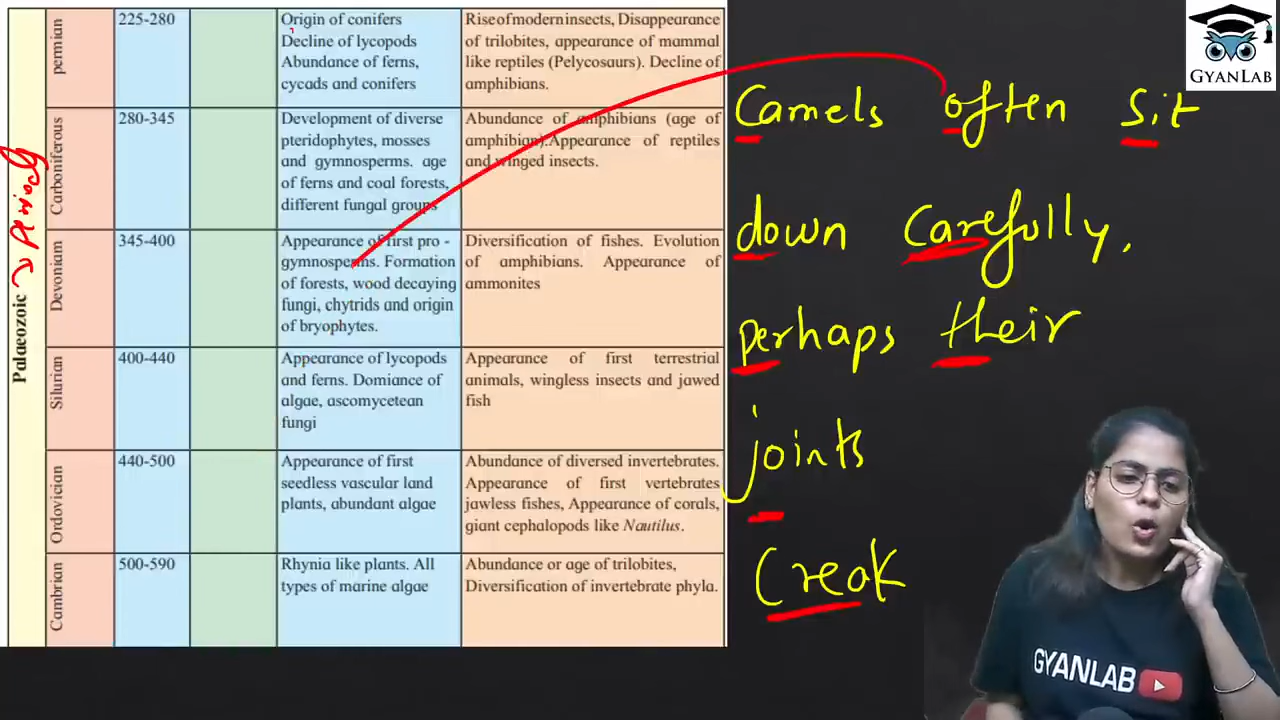 225-280
Origin of conifers
Decline of lycopods
Abundance of ferns,
cycads and conifers
Rise of modern insects, Disappearance
of trilobites, appearance of mammal
like reptiles (Pelycosaurs). Decline of
amphibians.
permian
280-345
Development of diverse
pteridophytes, mosses
and gymnosperms. age
of ferns and coal forests,
different fungal groups
Abundance of amphibians (age of
amphibian).Appearance of reptiles
and winged insects.
Carboniferous
345-400
Appearance of first pro -
gymnosperms. Formation
of forests, wood decaying
fungi, chytrids and origin
of bryophytes.
Diversification of fishes. Evolution
of amphibians. Appearance of
ammonites
Devoniam
Palaeozoic
400-440
Appearance of lycopods
and ferns. Domiance of
algae, ascomycetean
fungi
Appearance of first terrestrial
animals, wingless insects and jawed
fish
Silurian
440-500
Appearance of first
seedless vascular land
plants, abundant algae
Abundance of diversed invertebrates.
Appearance of first vertebrates
jawless fishes, Appearance of corals,
giant cephalopods like Nautilus.
Ordovician
500-590
Rhynia like plants. All
types of marine algae
Abundance or age of trilobites,
Diversification of invertebrate phyla.
Cambrian
Camels often sit
down carefully,
perhaps their
joints
Creak
GYANLAB
GYANLAB